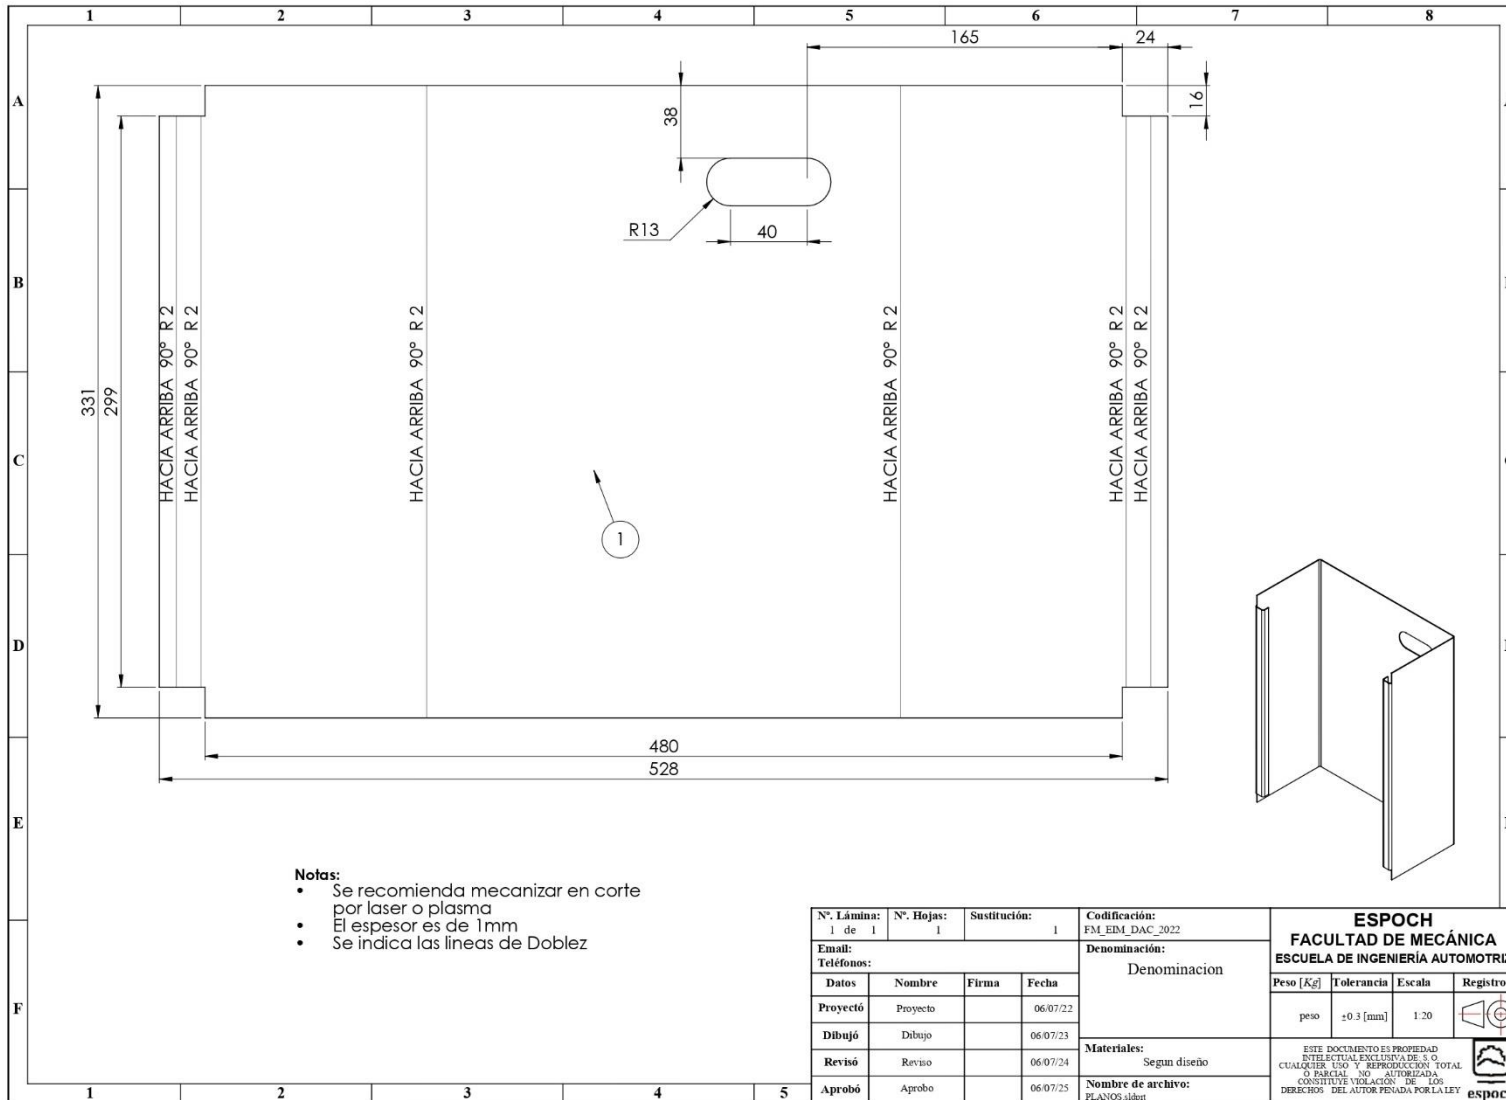 1 2 3 4 5 6 7 8
165 24
A
16
38
R13
40
B
HACIA ARRIBA 90° R 2
HACIA ARRIBA 90° R 2
HACIA ARRIBA 90° R 2
HACIA ARRIBA 90° R 2
HACIA ARRIBA 90° R 2
HACIA ARRIBA 90° R 2
331
299
C
1
D
480
528
E
Notas:
• Se recomienda mecanizar en corte
por laser o plasma
• El espesor es de 1mm
• Se indica las lineas de Doblez
F
Nº. Lámina: Nº. Hojas: Sustitución: Codificación:
1 de 1 1 1 FM_EIM_DAC_2022
Email:
Teléfonos:
Denominación:
Denominacion
Datos Nombre Firma Fecha
Proyectó Proyecto 06/07/22
Dibujó Dibujo 06/07/23
Revisó Reviso 06/07/24
Aprobó Aprobo 06/07/25
Materiales:
Segun diseño
Nombre de archivo:
PLANOS.sldprt
ESPOCH
FACULTAD DE MECÁNICA
ESCUELA DE INGENIERÍA AUTOMOTRIZ
Peso [Kg] Tolerancia Escala Registro
peso ±0.3 [mm] 1:20
ESTE DOCUMENTO ES PROPIEDAD
INTELECTUAL EXCLUSIVA DE: S. O.
CUALQUIER USO Y REPRODUCCION TOTAL
O PARCIAL NO AUTORIZADA
CONSTITUYE VIOLACIÓN DE LOS
DERECHOS DEL AUTOR PENADA POR LA LEY
espoch
1 2 3 4 5